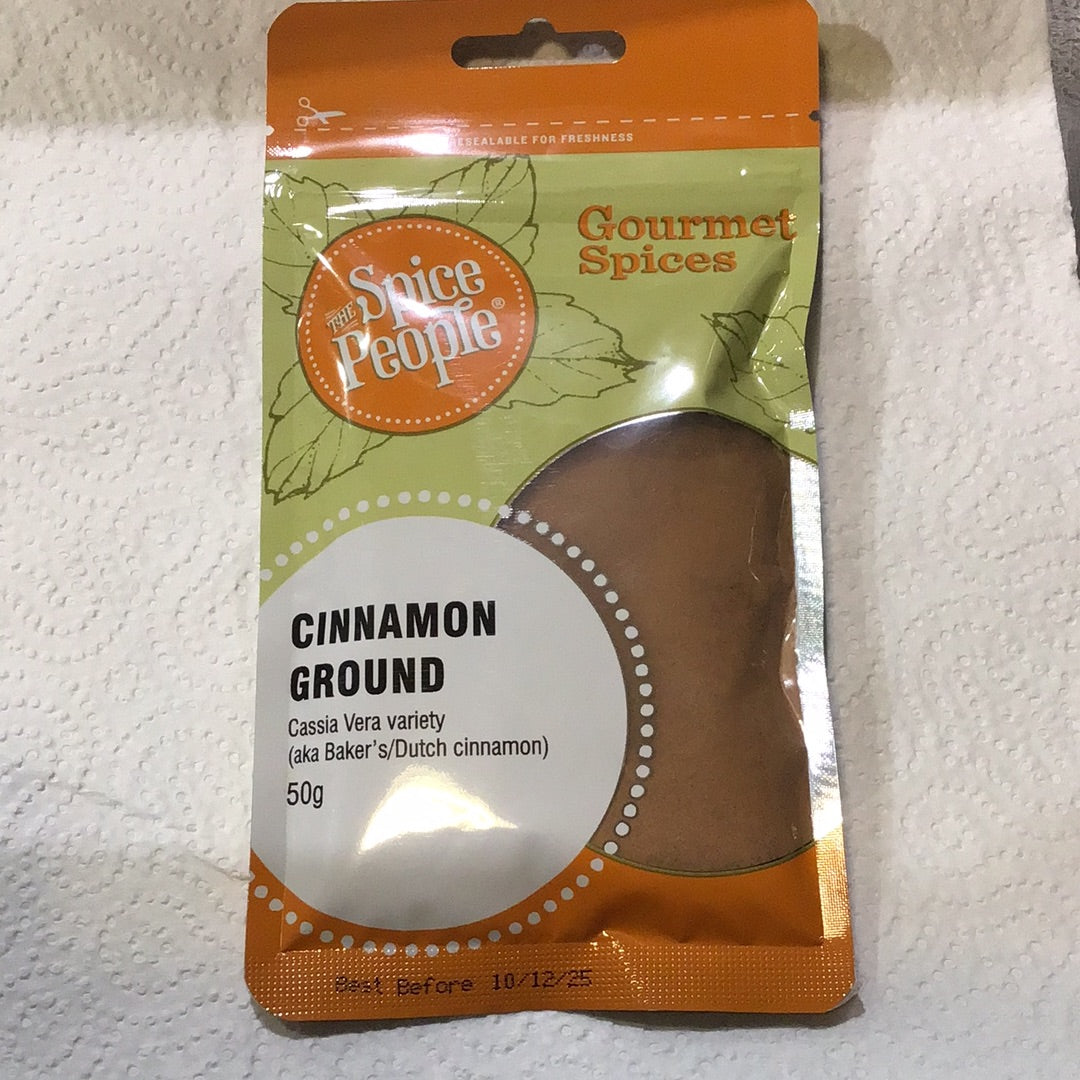 RESEALABLE FOR FRESHNESS
Gourmet
Spices
THE Spice
People®
CINNAMON
GROUND
Cassia Vera variety
(aka Baker's/Dutch cinnamon)
50g
Best Before 10/12/25